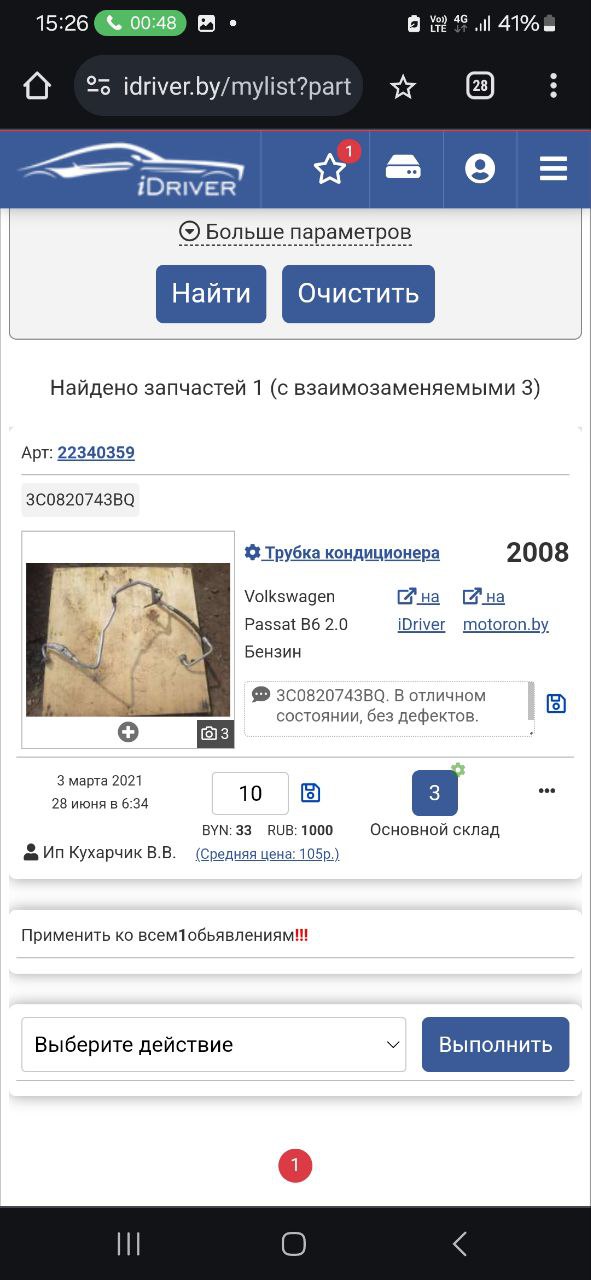 15:26 00:48 Vo)) LTE 4G 41%
idriver.by/mylist?part 28
iDRIVER 1
Больше параметров
Найти Очистить
Найдено запчастей 1 (с взаимозаменяемыми 3)
Арт: 22340359
3C0820743BQ
Трубка кондиционера 2008
Volkswagen на на
Passat B6 2.0 iDriver motoron.by
Бензин
3C0820743BQ. В отличном
состоянии, без дефектов.
3
3 марта 2021 10 3
28 июня в 6:34
BYN: 33 RUB: 1000 Основной склад
Ип Кухарчик В.В. (Средняя цена: 105р.)
Применить ко всем1обьявлениям!!!
Выберите действие Выполнить
1